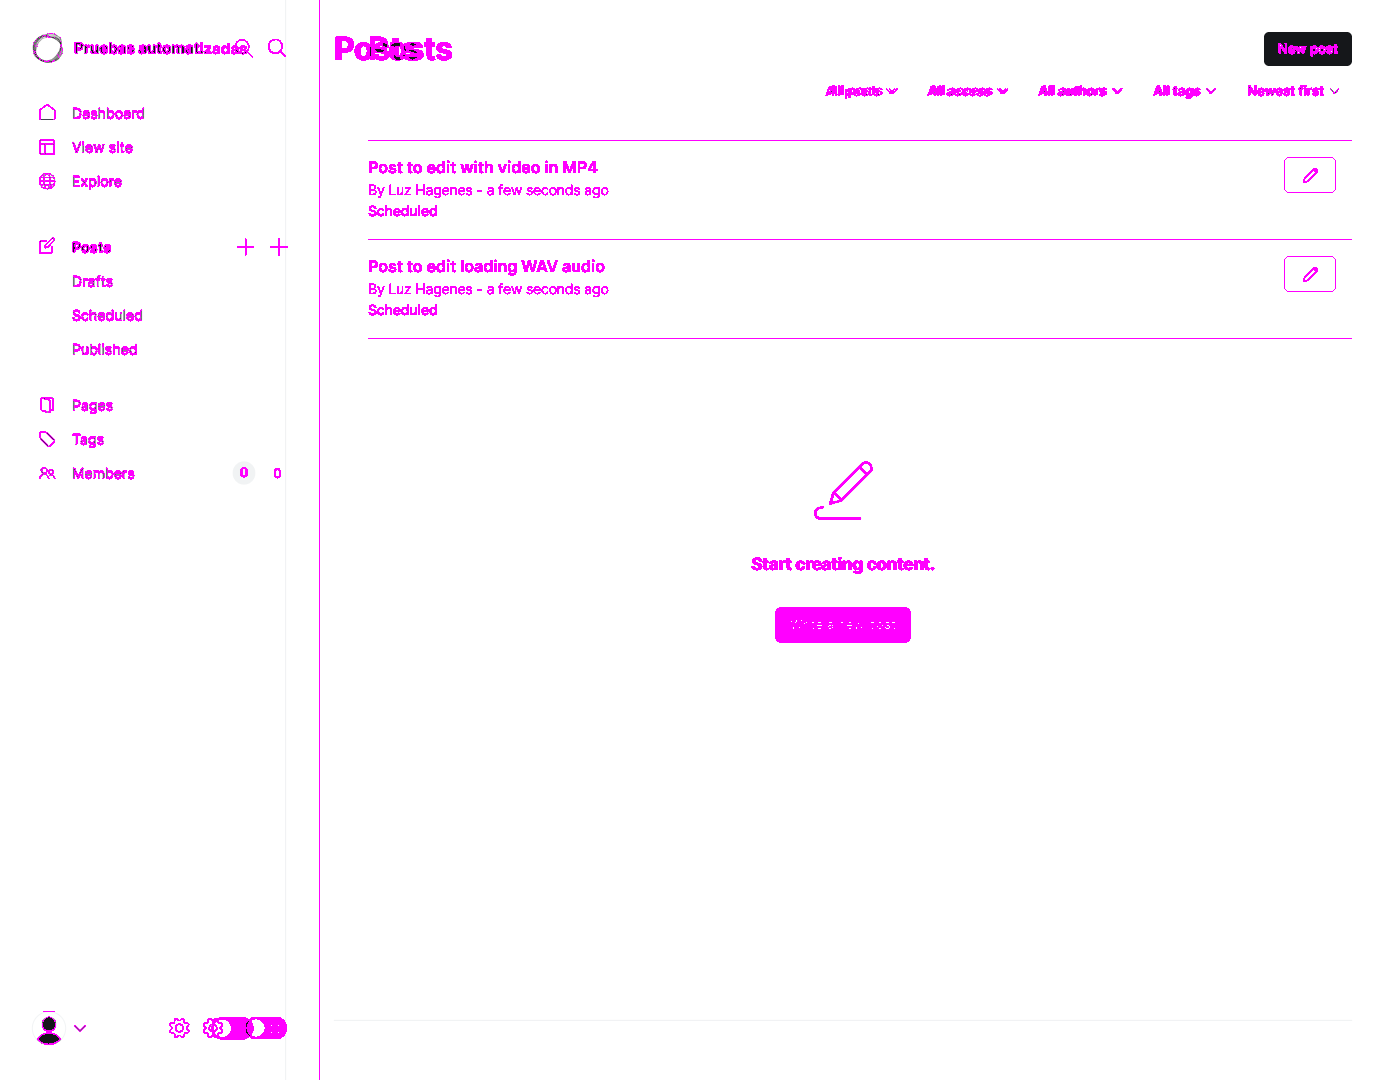 Pruebas automatizadas
Dashboard
View site
Explore
Posts
Drafts
Scheduled
Published
Pages
Tags
Members 0 0
Posts Posts
New post
All posts All access All authors All tags Newest first
Post to edit with video in MP4
By Luz Hagenes - a few seconds ago
Scheduled
Post to edit loading WAV audio
By Luz Hagenes - a few seconds ago
Scheduled
Start creating content.
Write a new post